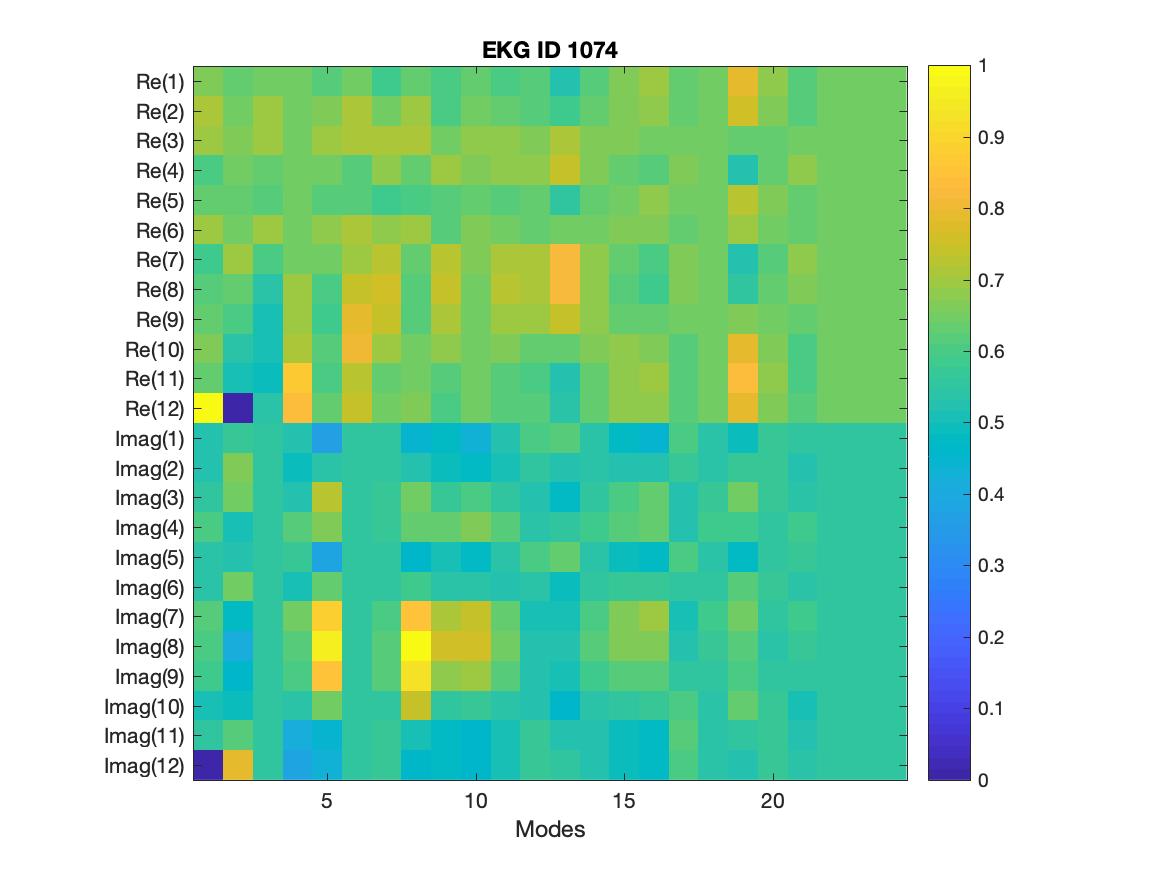 EKG ID 1074
Re(1)
Re(2)
Re(3)
Re(4)
Re(5)
Re(6)
Re(7)
Re(8)
Re(9)
Re(10)
Re(11)
Re(12)
Imag(1)
Imag(2)
Imag(3)
Imag(4)
Imag(5)
Imag(6)
Imag(7)
Imag(8)
Imag(9)
Imag(10)
Imag(11)
Imag(12)
5 10 15 20
Modes
1
0.9
0.8
0.7
0.6
0.5
0.4
0.3
0.2
0.1
0